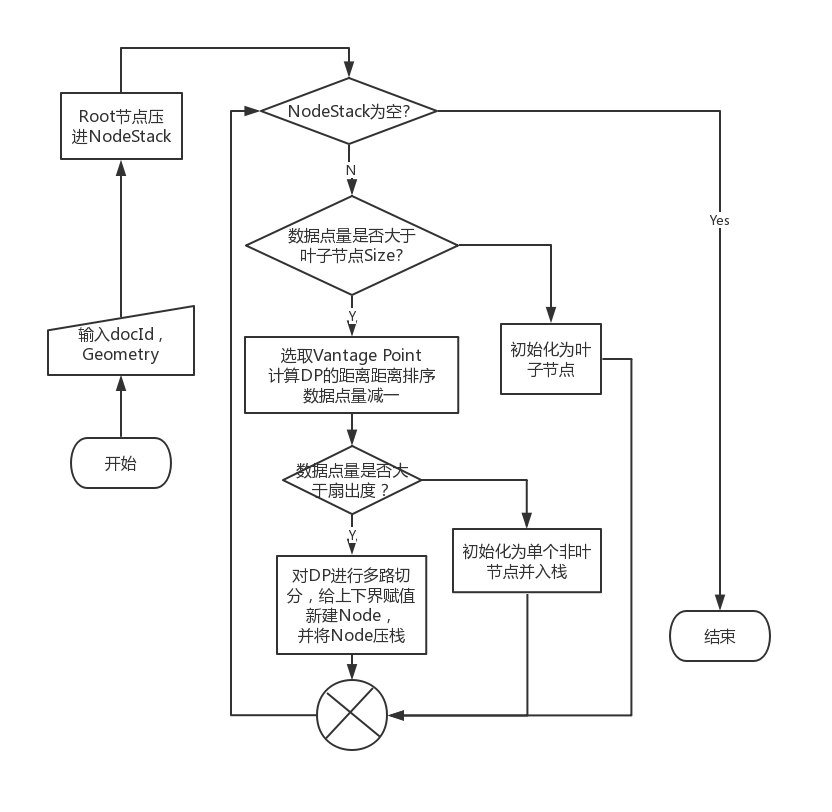 Root节点压
进NodeStack
NodeStack为空?
N
Yes
数据点量是否大于
叶子节点Size?
Y
输入docId，
Geometry
选取Vantage Point
计算DP的距离距离排序
数据点量减一
初始化为叶
子节点
开始
数据点量是否大
于扇出度？
Y
初始化为单个非叶
节点并入栈
对DP进行多路切
分，给上下界赋值
新建Node，
并将Node压栈
结束